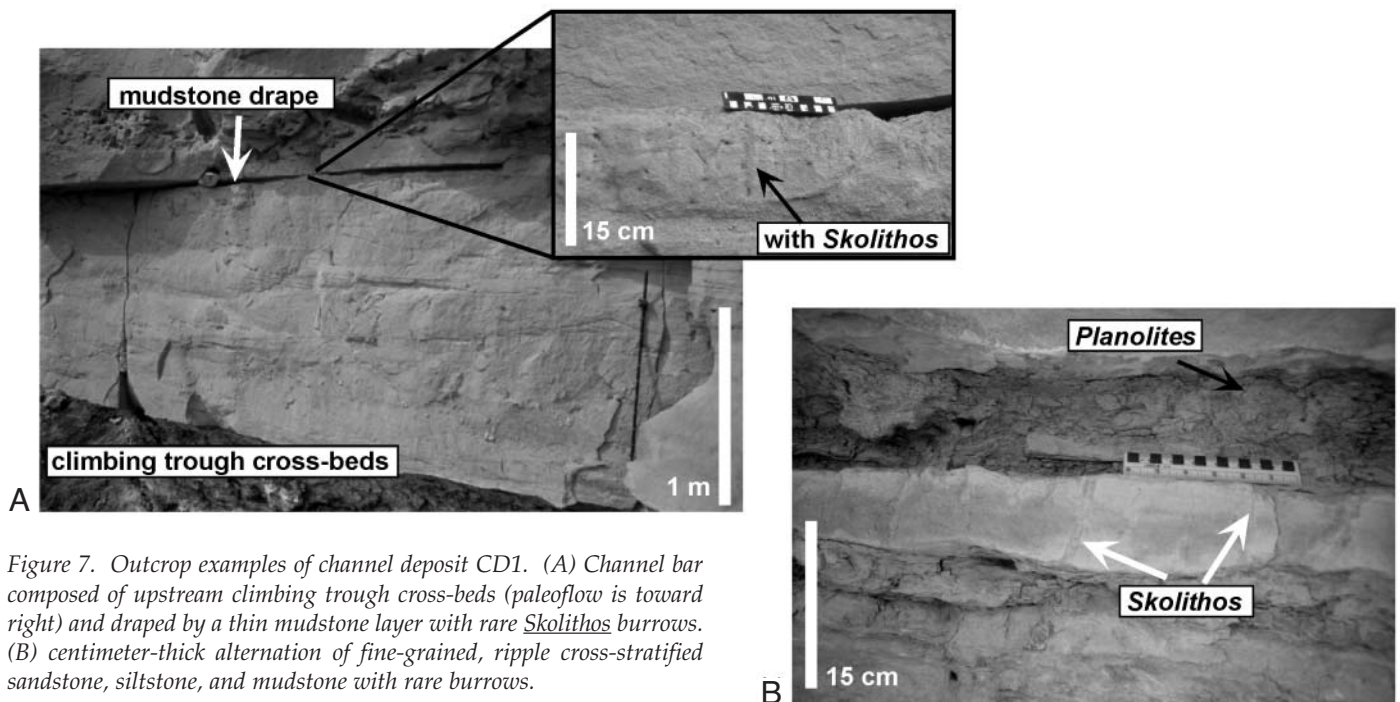 mudstone drape
15 cm
with Skolithos
climbing trough cross-beds
1 m
A
Planolites
Skolithos
15 cm
B
Figure 7. Outcrop examples of channel deposit CD1. (A) Channel bar
composed of upstream climbing trough cross-beds (paleoflow is toward
right) and draped by a thin mudstone layer with rare Skolithos burrows.
(B) centimeter-thick alternation of fine-grained, ripple cross-stratified
sandstone, siltstone, and mudstone with rare burrows.